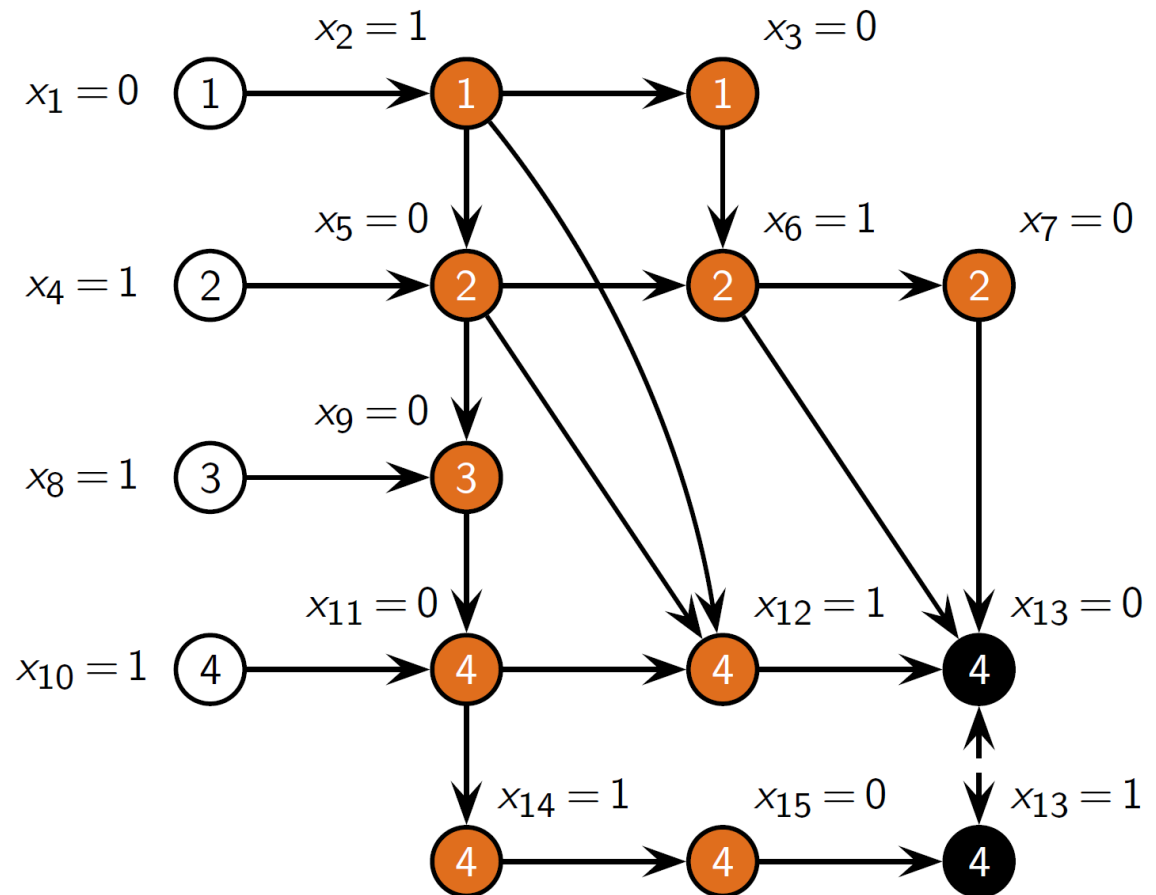 x₂ = 1 x₃ = 0
x₁ = 0 1 1 1
x₅ = 0 x₆ = 1 x₇ = 0
x₄ = 1 2 2 2 2
x₉ = 0
x₈ = 1 3 3
x₁₁ = 0 x₁₂ = 1 x₁₃ = 0
x₁₀ = 1 4 4 4 4
x₁₄ = 1 x₁₅ = 0 x₁₃ = 1
4 4 4